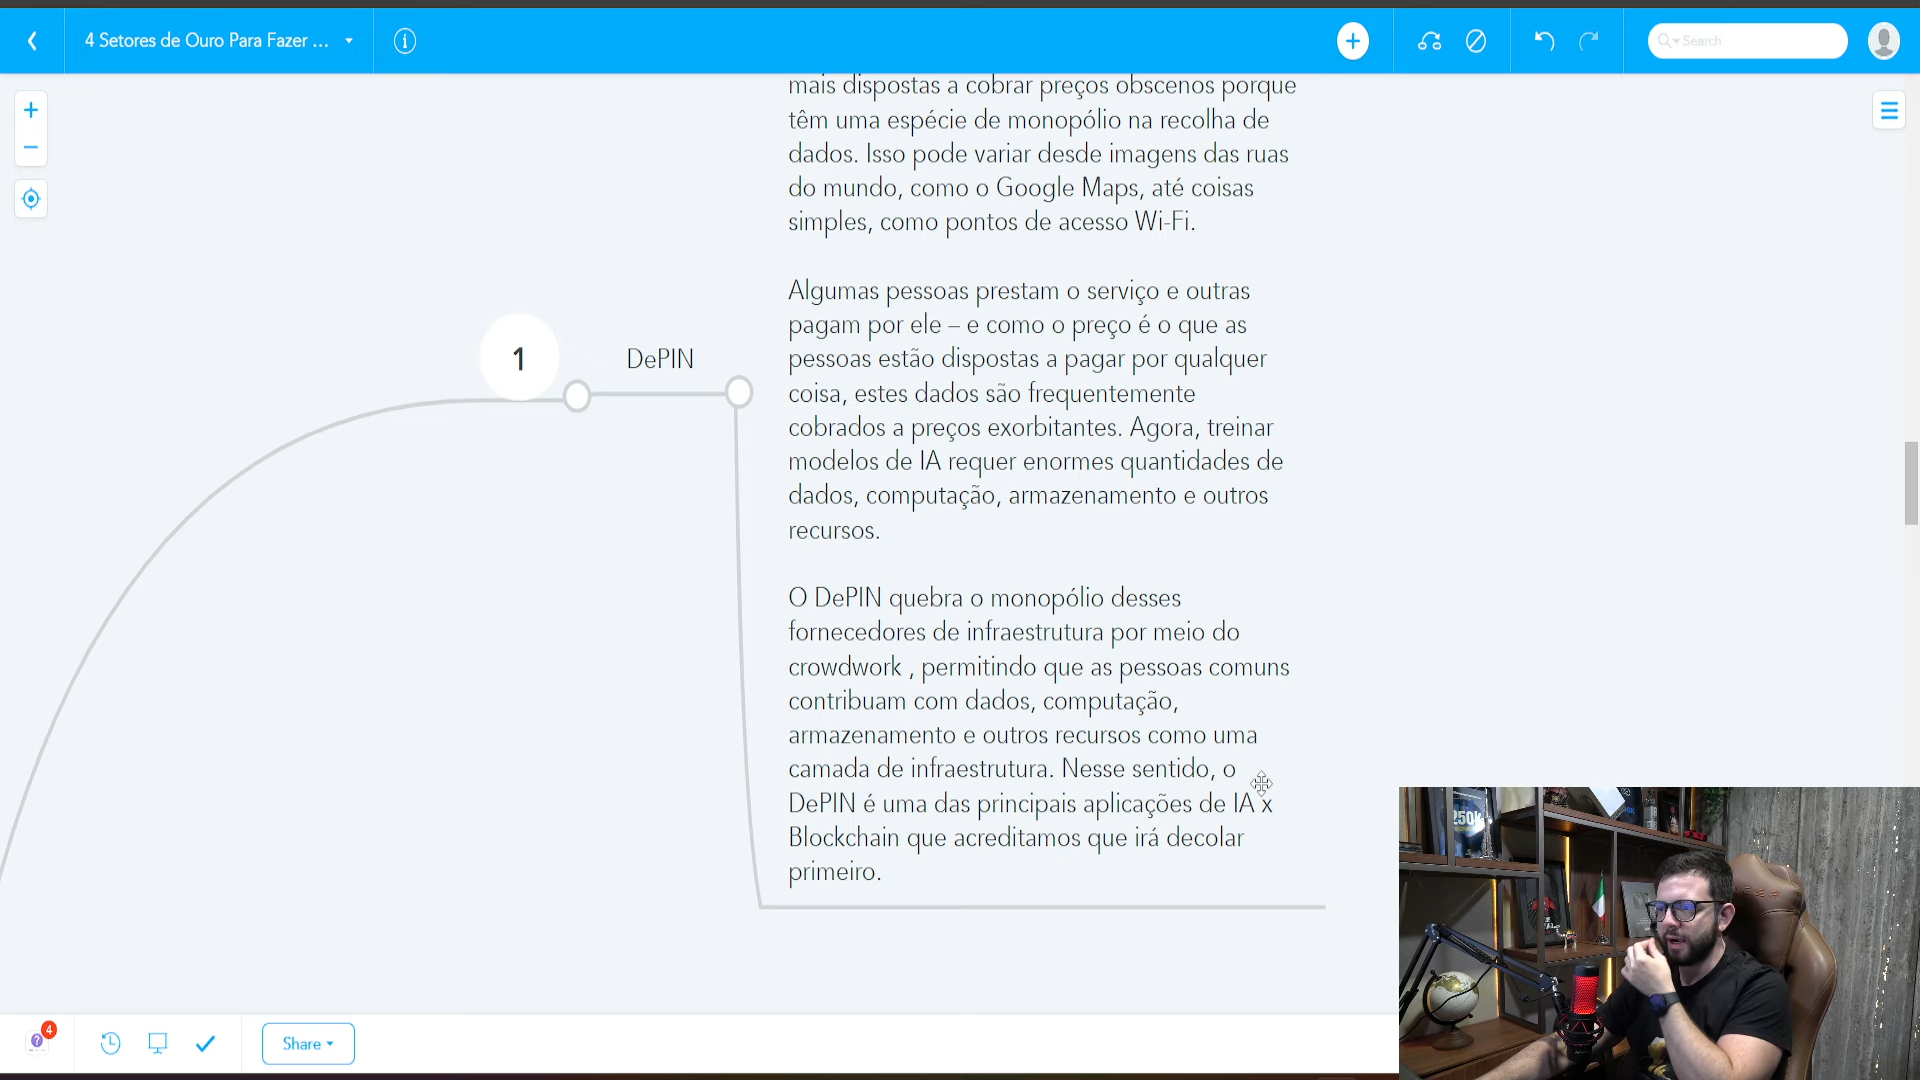 4 Setores de Ouro Para Fazer ...
Search
mais dispostas a cobrar preços obscenos porque
têm uma espécie de monopólio na recolha de
dados. Isso pode variar desde imagens das ruas
do mundo, como o Google Maps, até coisas
simples, como pontos de acesso Wi-Fi.
Algumas pessoas prestam o serviço e outras
pagam por ele – e como o preço é o que as
pessoas estão dispostas a pagar por qualquer
coisa, estes dados são frequentemente
cobrados a preços exorbitantes. Agora, treinar
modelos de IA requer enormes quantidades de
dados, computação, armazenamento e outros
recursos.
1
DePIN
O DePIN quebra o monopólio desses
fornecedores de infraestrutura por meio do
crowdwork , permitindo que as pessoas comuns
contribuam com dados, computação,
armazenamento e outros recursos como uma
camada de infraestrutura. Nesse sentido, o
DePIN é uma das principais aplicações de IA x
Blockchain que acreditamos que irá decolar
primeiro.
250K
4
?
Share